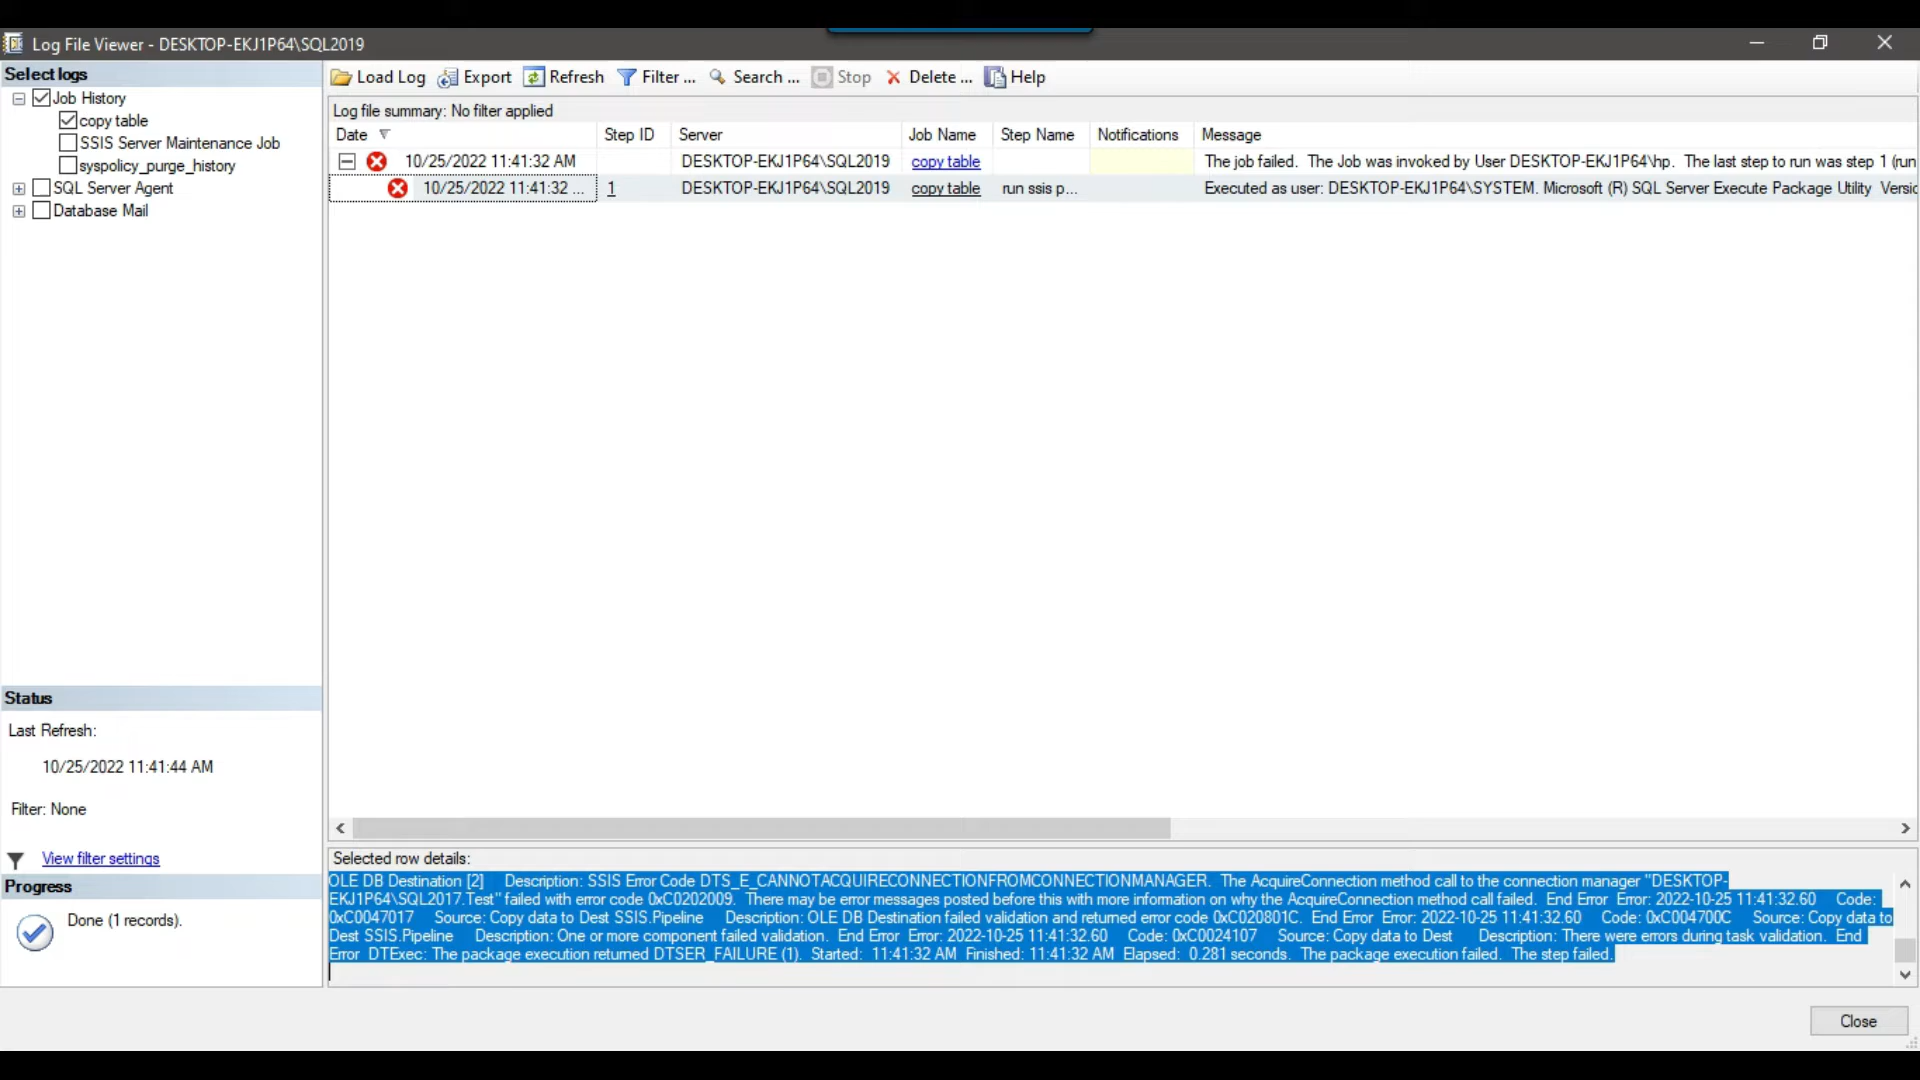 Log File Viewer - DESKTOP-EKJ1P64\SQL2019
Select logs
Job History
copy table
SSIS Server Maintenance Job
syspolicy_purge_history
SQL Server Agent
Database Mail
Load Log Export Refresh Filter ... Search ... Stop Delete ... Help
Log file summary: No filter applied
Date Step ID Server Job Name Step Name Notifications Message
10/25/2022 11:41:32 AM DESKTOP-EKJ1P64\SQL2019 copy table The job failed. The Job was invoked by User DESKTOP-EKJ1P64\hp. The last step to run was step 1 (run
10/25/2022 11:41:32 ... 1 DESKTOP-EKJ1P64\SQL2019 copy table run ssis p... Executed as user: DESKTOP-EKJ1P64\SYSTEM. Microsoft (R) SQL Server Execute Package Utility Versic
Status
Last Refresh:
10/25/2022 11:41:44 AM
Filter: None
View filter settings
Progress
Done (1 records).
Selected row details:
OLE DB Destination [2] Description: SSIS Error Code DTS_E_CANNOTACQUIRECONNECTIONFROMCONNECTIONMANAGER. The AcquireConnection method call to the connection manager "DESKTOP-
EKJ1P64\SQL2017.Test" failed with error code 0xC0202009. There may be error messages posted before this with more information on why the AcquireConnection method call failed. End Error Error: 2022-10-25 11:41:32.60 Code:
0xC0047017 Source: Copy data to Dest SSIS.Pipeline Description: OLE DB Destination failed validation and returned error code 0xC020801C. End Error Error: 2022-10-25 11:41:32.60 Code: 0xC004700C Source: Copy data to
Dest SSIS.Pipeline Description: One or more component failed validation. End Error Error: 2022-10-25 11:41:32.60 Code: 0xC0024107 Source: Copy data to Dest Description: There were errors during task validation. End
Error DTExec: The package execution returned DTSER_FAILURE (1). Started: 11:41:32 AM Finished: 11:41:32 AM Elapsed: 0.281 seconds. The package execution failed. The step failed.
Close